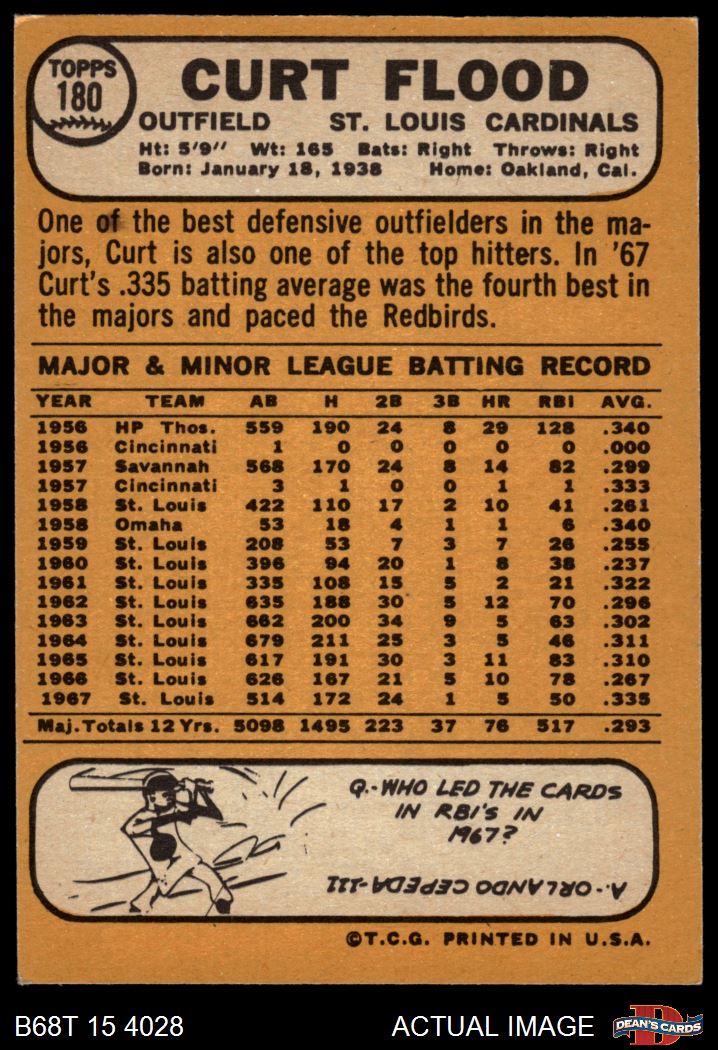 TOPPS
180
CURT FLOOD
OUTFIELD ST. LOUIS CARDINALS
Ht: 5'9" Wt: 165 Bats: Right Throws: Right
Born: January 18, 1938 Home: Oakland, Cal.
One of the best defensive outfielders in the ma-
jors, Curt is also one of the top hitters. In '67
Curt's .335 batting average was the fourth best in
the majors and paced the Redbirds.
MAJOR & MINOR LEAGUE BATTING RECORD
YEAR TEAM AB H 2B 3B HR RBI AVG.
1956 HP Thos. 559 190 24 8 29 128 .340
1956 Cincinnati 1 0 0 0 0 0 .000
1957 Savannah 568 170 24 8 14 82 .299
1957 Cincinnati 3 1 0 0 1 1 .333
1958 St. Louis 422 110 17 2 10 41 .261
1958 Omaha 53 18 4 1 1 6 .340
1959 St. Louis 208 53 7 3 7 26 .255
1960 St. Louis 396 94 20 1 8 38 .237
1961 St. Louis 335 108 15 5 2 21 .322
1962 St. Louis 635 188 30 5 12 70 .296
1963 St. Louis 662 200 34 9 5 63 .302
1964 St. Louis 679 211 25 3 5 46 .311
1965 St. Louis 617 191 30 3 11 83 .310
1966 St. Louis 626 167 21 5 10 78 .267
1967 St. Louis 514 172 24 1 5 50 .335
Maj. Totals 12 Yrs. 5098 1495 223 37 76 517 .293
Q.-WHO LED THE CARDS
IN RBI'S IN
1967?
A.-ORLANDO CEPEDA-111
©T.C.G. PRINTED IN U.S.A.
B68T 15 4028 ACTUAL IMAGE
D
DEAN'S CARDS